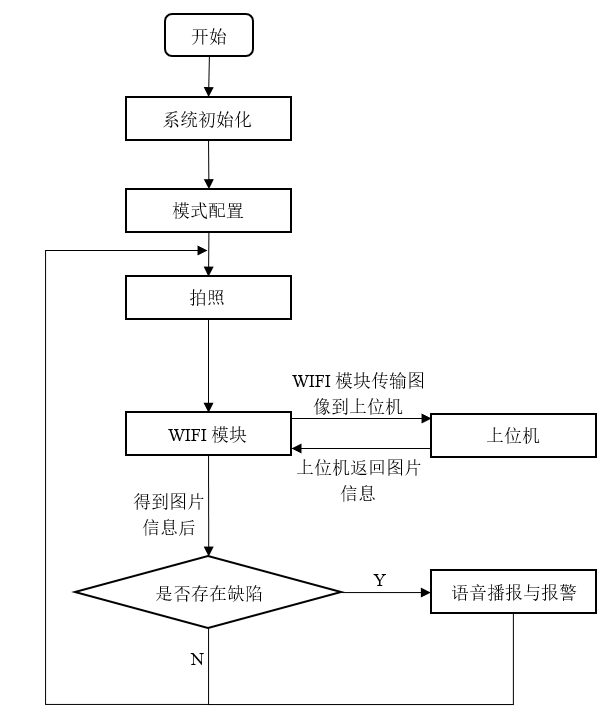 开始
系统初始化
模式配置
拍照
WIFI 模块传输图
像到上位机
WIFI 模块
上位机
上位机返回图片
信息
得到图片
信息后
是否存在缺陷
Y
语音播报与报警
N